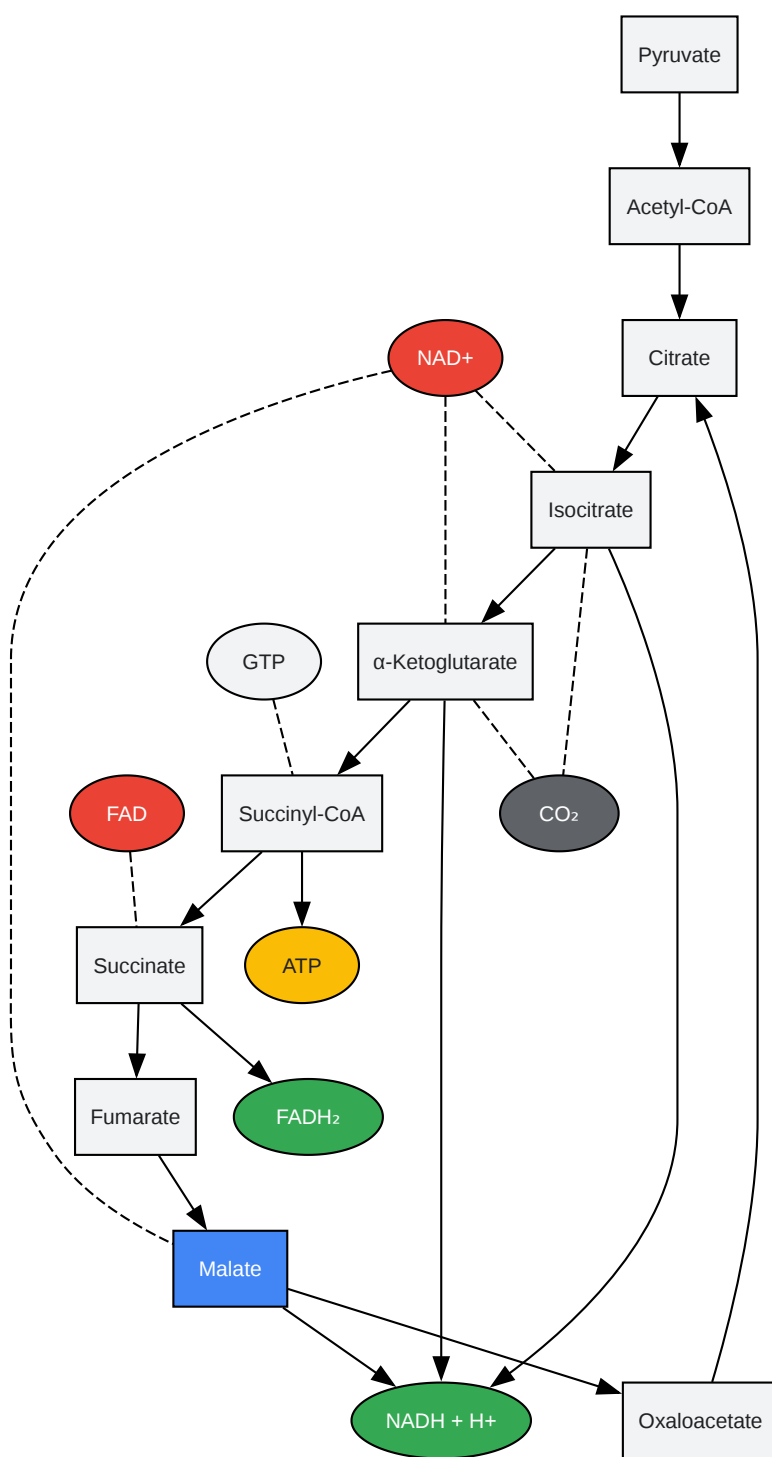 Pyruvate
Acetyl-CoA
NAD+
Citrate
Isocitrate
GTP
α-Ketoglutarate
FAD
Succinyl-CoA
CO₂
Succinate
ATP
Fumarate
FADH₂
Malate
NADH + H+
Oxaloacetate